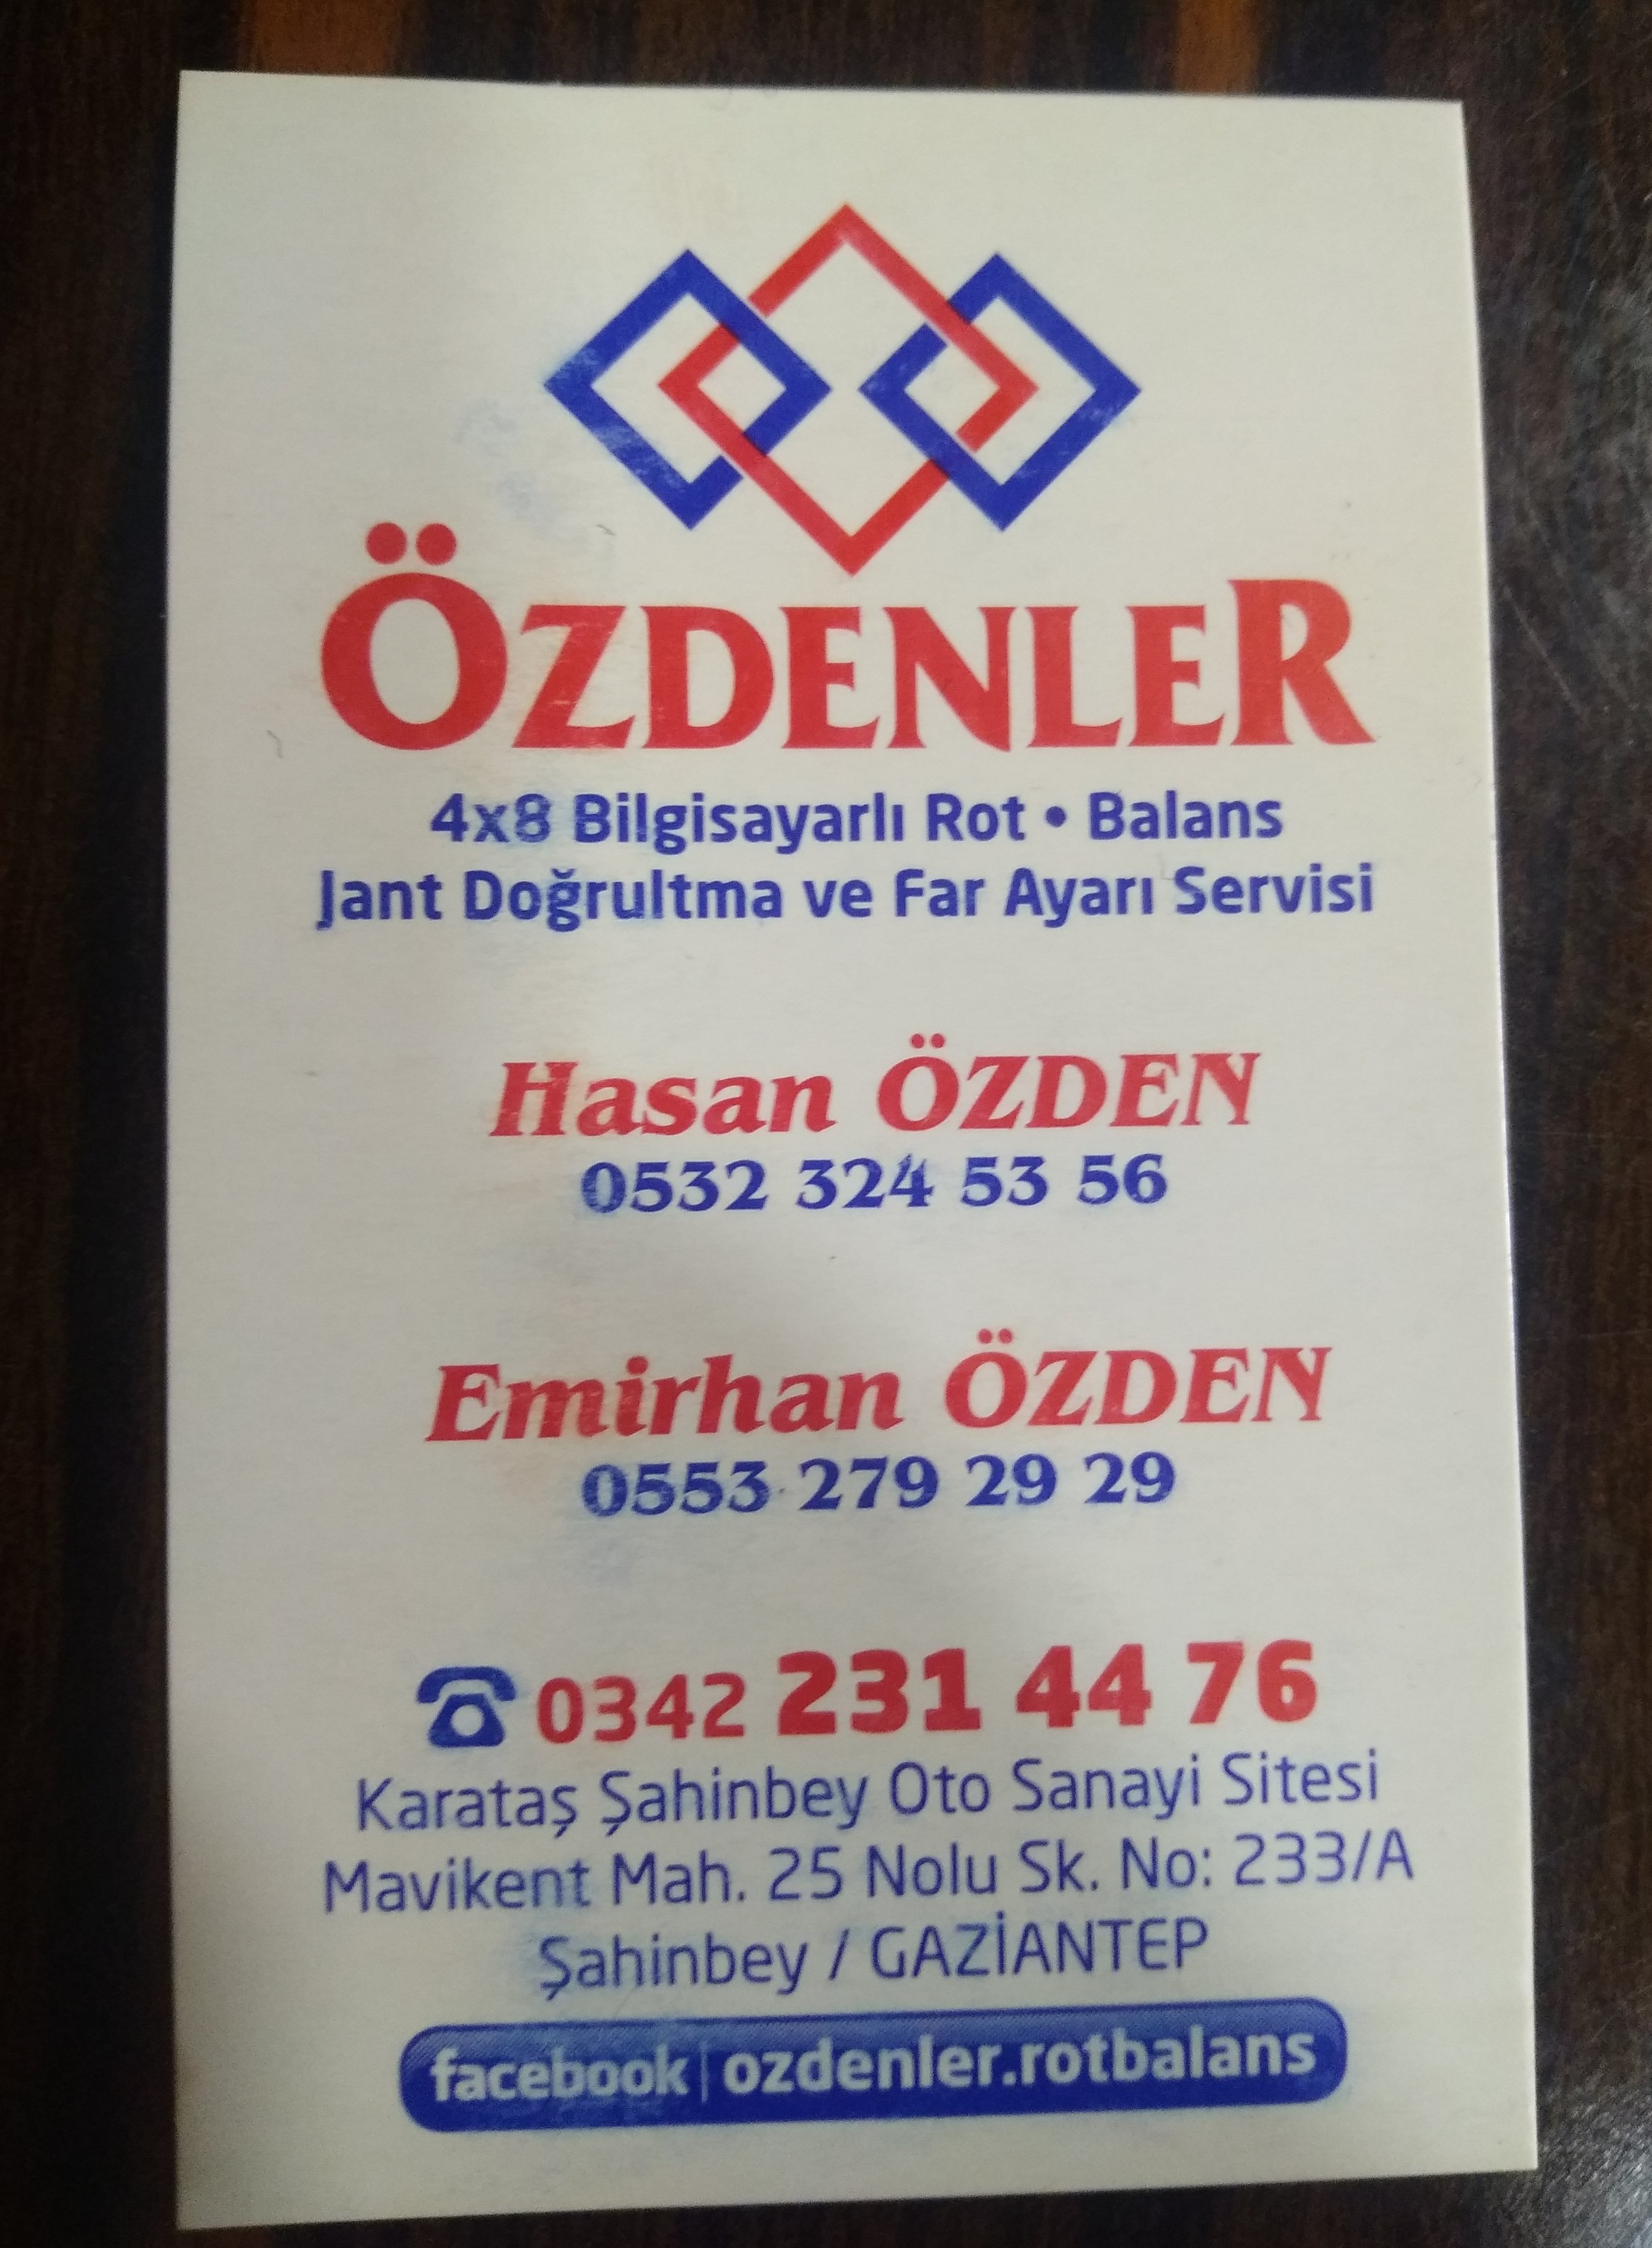 ÖZDENLER
4x8 Bilgisayarlı Rot • Balans
Jant Doğrultma ve Far Ayarı Servisi
Hasan ÖZDEN
0532 324 53 56
Emirhan ÖZDEN
0553 279 29 29
0342 231 44 76
Karataş Şahinbey Oto Sanayi Sitesi
Mavikent Mah. 25 Nolu Sk. No: 233/A
Şahinbey / GAZİANTEP
facebook | ozdenler.rotbalans